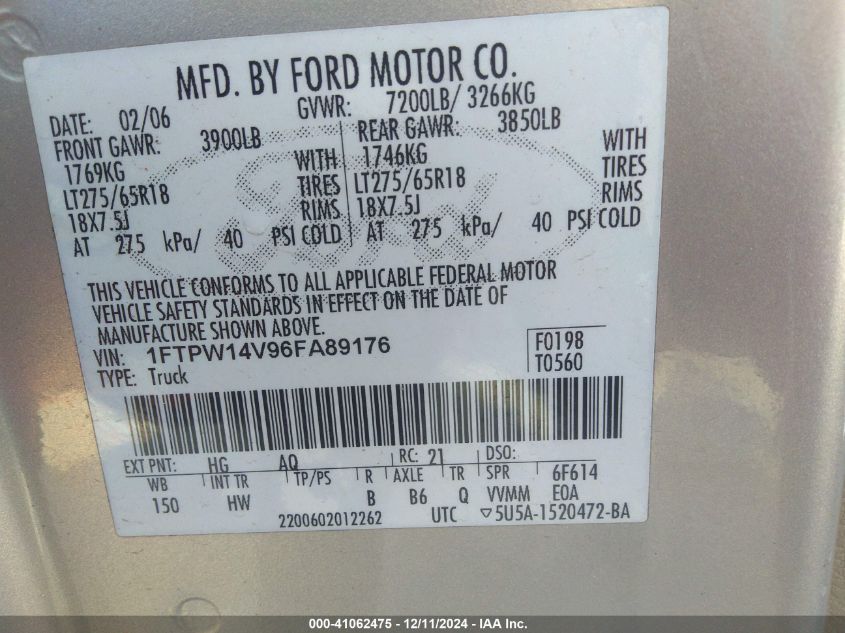 MFD. BY FORD MOTOR CO.
DATE: 02/06 GVWR: 7200LB/ 3266KG
FRONT GAWR: 3900LB REAR GAWR: 3850LB
1769KG WITH 1746KG WITH
LT275/65R18 TIRES LT275/65R18 TIRES
18X7.5J RIMS 18X7.5J RIMS
AT 275 kPa/ 40 PSI COLD AT 275 kPa/ 40 PSI COLD
Ford
THIS VEHICLE CONFORMS TO ALL APPLICABLE FEDERAL MOTOR
VEHICLE SAFETY STANDARDS IN EFFECT ON THE DATE OF
MANUFACTURE SHOWN ABOVE.
VIN: 1FTPW14V96FA89176 F0198
TYPE: Truck T0560
EXT PNT: HG AQ RC: 21 DSO:
WB INT TR TP/PS R AXLE TR SPR 6F614
150 HW B B6 Q VVMM EOA
2200602012262 UTC ▽5U5A-1520472-BA
000-41062475 - 12/11/2024 - IAA Inc.